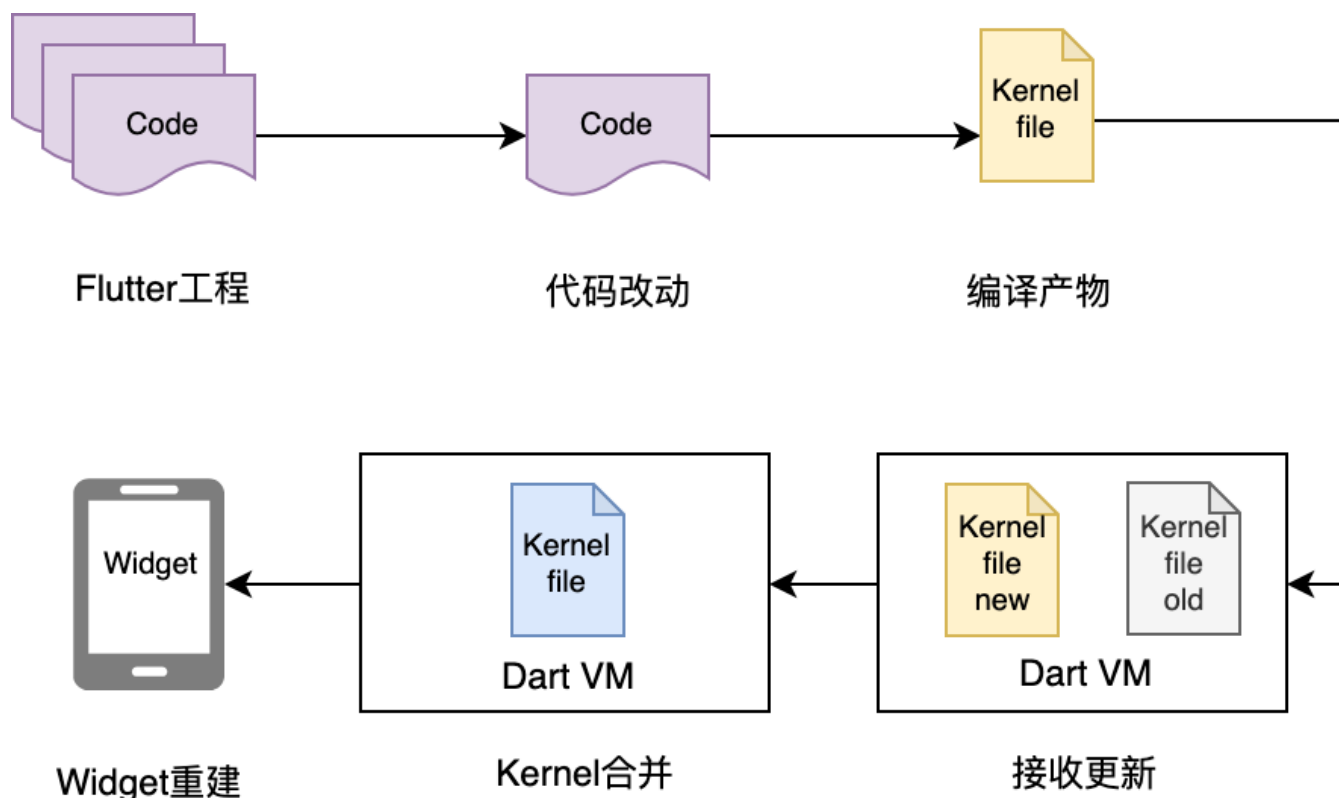 Code
Code
Kernel
file
Flutter工程
代码改动
编译产物
Widget
Kernel
file
Dart VM
Kernel
file
new
Kernel
file
old
Dart VM
Widget重建
Kernel合并
接收更新